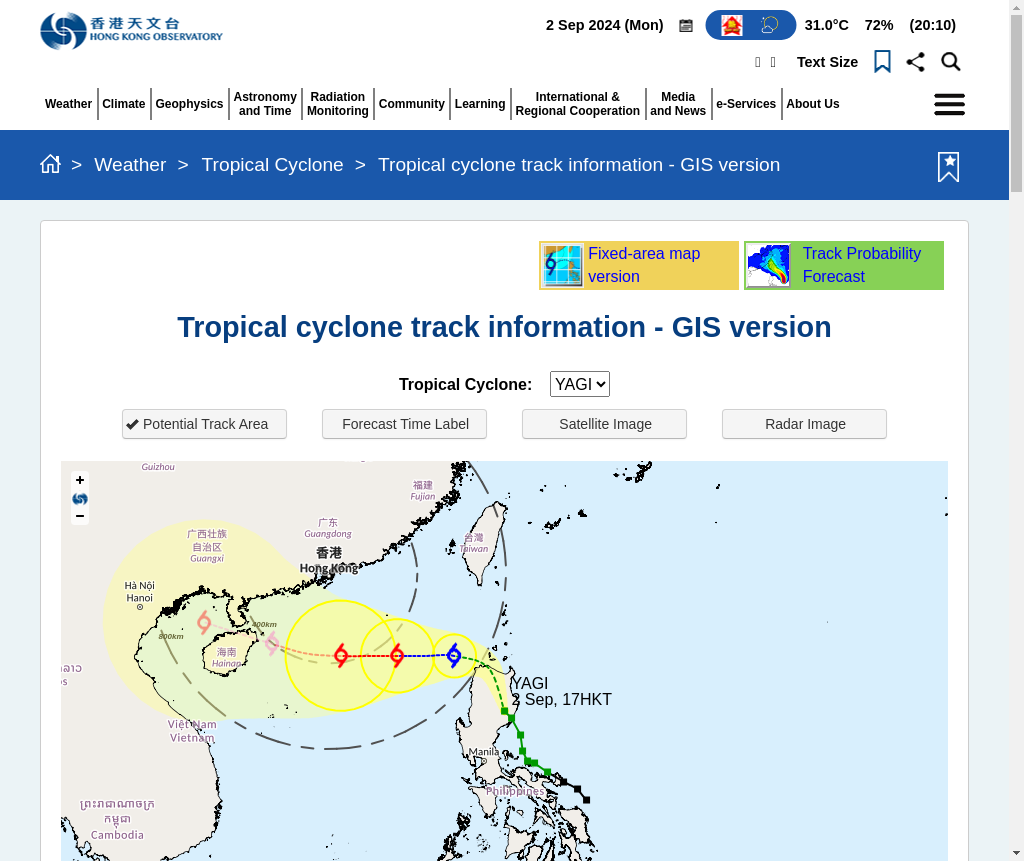 香港天文台
HONG KONG OBSERVATORY
2 Sep 2024 (Mon)
31.0°C 72% (20:10)
Text Size
Weather
Climate
Geophysics
Astronomy
and Time
Radiation
Monitoring
Community
Learning
International &
Regional Cooperation
Media
and News
e-Services
About Us
> Weather > Tropical Cyclone > Tropical cyclone track information - GIS version
Fixed-area map
version
Track Probability
Forecast
Tropical cyclone track information - GIS version
Tropical Cyclone: YAGI
Potential Track Area
Forecast Time Label
Satellite Image
Radar Image
+
−
Guizhou
福建
Fujian
广东
Guangdong
广西壮族
自治区
Guangxi
台灣
Taiwan
香港
Hong Kong
Hà Nội
Hanoi
400km
800km
海南
Hainan
YAGI
2 Sep, 17HKT
Việt Nam
Vietnam
Manila
Philippines
ព្រះរាជាណាចក្រ
កម្ពុជា
Cambodia